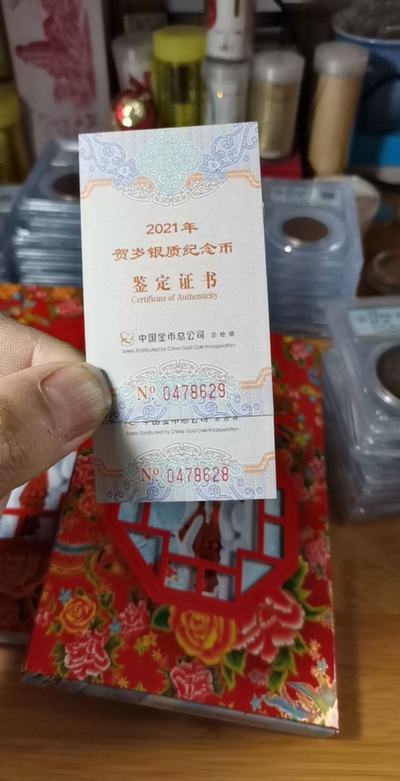 2021年
贺岁银质纪念币
鉴定证书
Certificate of Authenticity
中国金币总公司 总经销
Solely Distributed by China Gold Coin Incorporation
Nº 0478629
Solely Distributed by China Gold Coin Incorporation
Nº 0478628